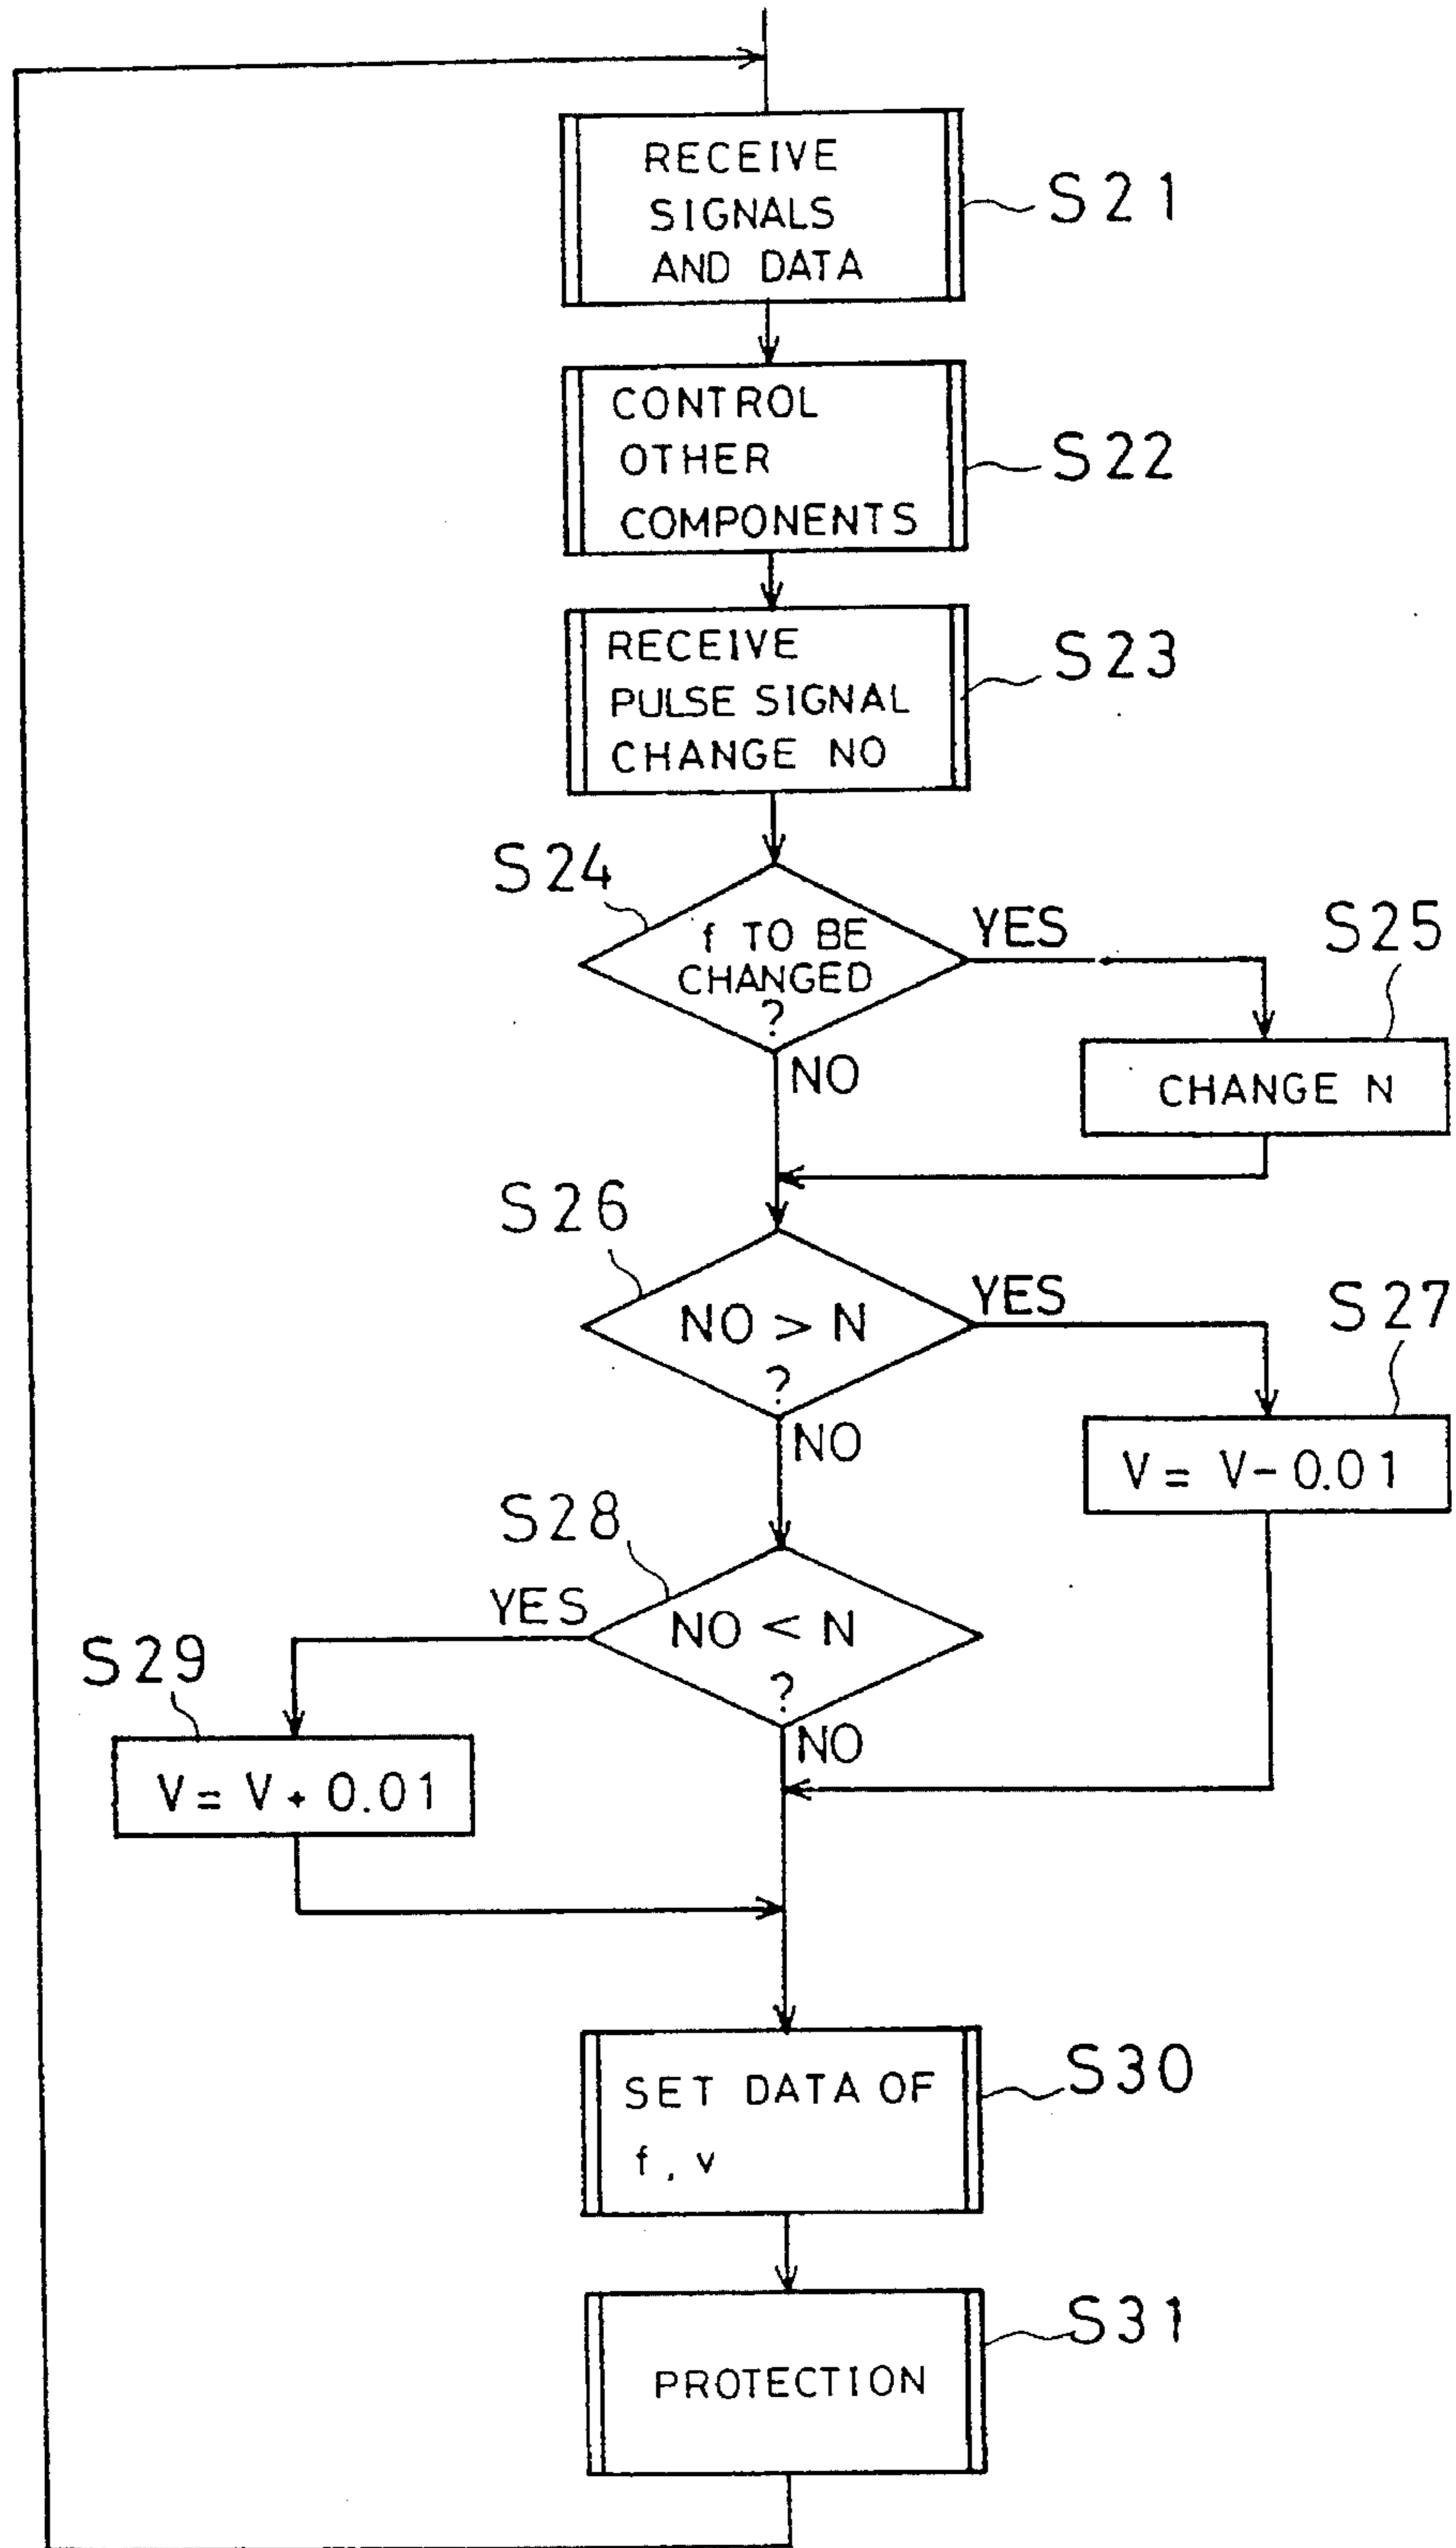 RECEIVE
SIGNALS
AND DATA
S21
CONTROL
OTHER
COMPONENTS
S22
RECEIVE
PULSE SIGNAL
CHANGE NO
S23
S24
f TO BE
CHANGED
?
YES
NO
S25
CHANGE N
S26
NO > N
?
YES
NO
S27
V = V - 0.01
S28
NO < N
?
YES
NO
S29
V = V + 0.01
SET DATA OF
f, v
S30
PROTECTION
S31